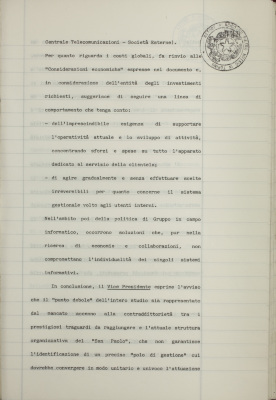 Centrale Telecomunicazioni - Società Esterne).
Per quanto riguarda i costi globali, fa rinvio alle
"Considerazioni economiche" espresse nel documento e,
in considerazione dell'entità degli investimenti
richiesti, suggerisce di seguire una linea di
comportamento che tenga conto:
- dell'imprescindibile esigenza di supportare
l'operatività attuale e lo sviluppo di attività,
concentrando sforzi e spese su tutto l'apparato
dedicato al servizio della clientela;
- di agire gradualmente e senza effettuare scelte
irreversibili per quanto concerne il sistema
gestionale volto agli utenti interni.
Nell'ambito poi della politica di Gruppo in campo
informatico, occorrono soluzioni che, pur nella
ricerca di economie e collaborazioni, non
compromettano l'individualità dei singoli sistemi
informativi.
In conclusione, il Vice Presidente esprime l'avviso
che il "punto debole" dell'intero studio sia rappresentato
dal mancato accenno alla contraddittorietà tra i
prestigiosi traguardi da raggiungere e l'attuale struttura
organizzativa del "San Paolo", che non garantisce
l'identificazione di un preciso "polo di gestione" cui
dovrebbe convergere in modo unitario e univoco l'attuazione